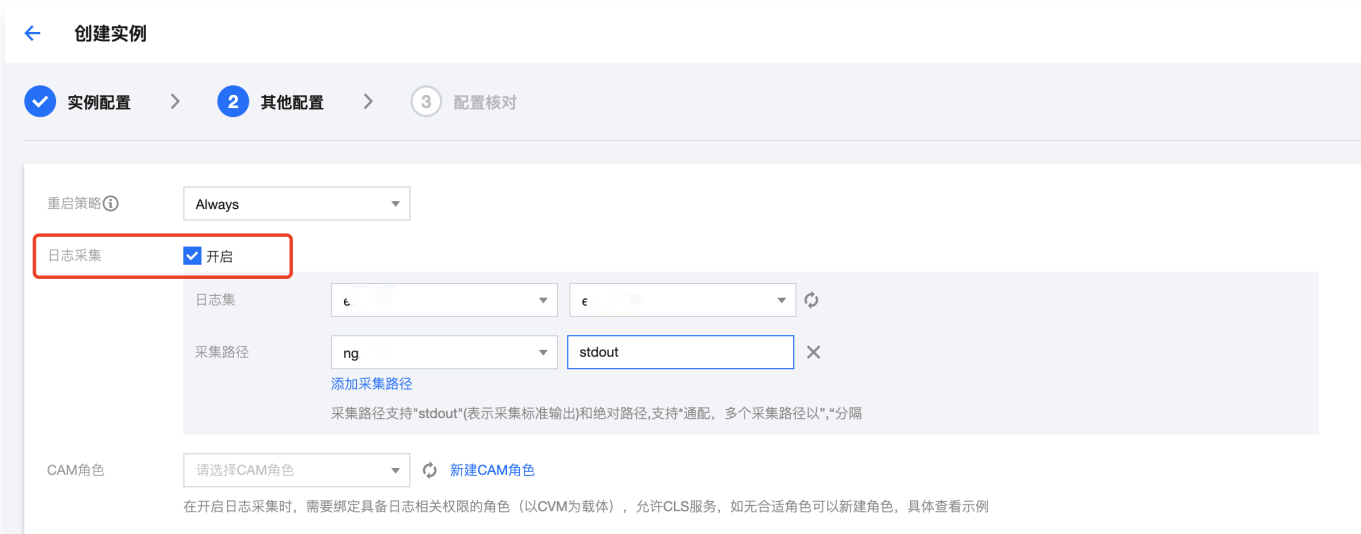 创建实例
实例配置 2 其他配置 3 配置核对
重启策略 Always
日志采集 开启
日志集
采集路径 ng stdout
添加采集路径
采集路径支持"stdout"(表示采集标准输出)和绝对路径,支持*通配，多个采集路径以”,“分隔
CAM角色 请选择CAM角色 新建CAM角色
在开启日志采集时，需要绑定具备日志相关权限的角色（以CVM为载体），允许CLS服务，如无合适角色可以新建角色，具体查看示例